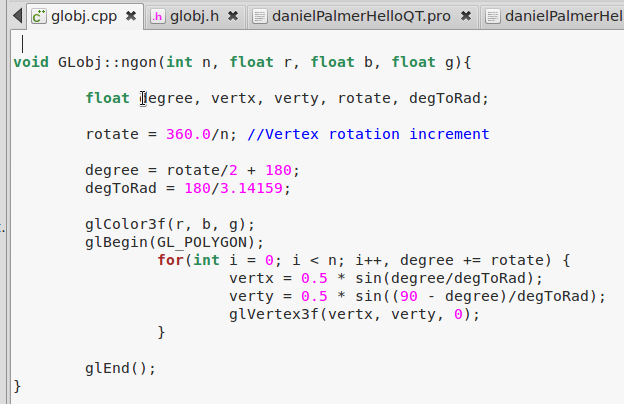 globj.cpp globj.h danielPalmerHelloQT.pro danielPalmerHel
void GLobj::ngon(int n, float r, float b, float g){
float degree, vertx, verty, rotate, degToRad;
rotate = 360.0/n; //Vertex rotation increment
degree = rotate/2 + 180;
degToRad = 180/3.14159;
glColor3f(r, b, g);
glBegin(GL_POLYGON);
for(int i = 0; i < n; i++, degree += rotate) {
vertx = 0.5 * sin(degree/degToRad);
verty = 0.5 * sin((90 - degree)/degToRad);
glVertex3f(vertx, verty, 0);
}
glEnd();
}